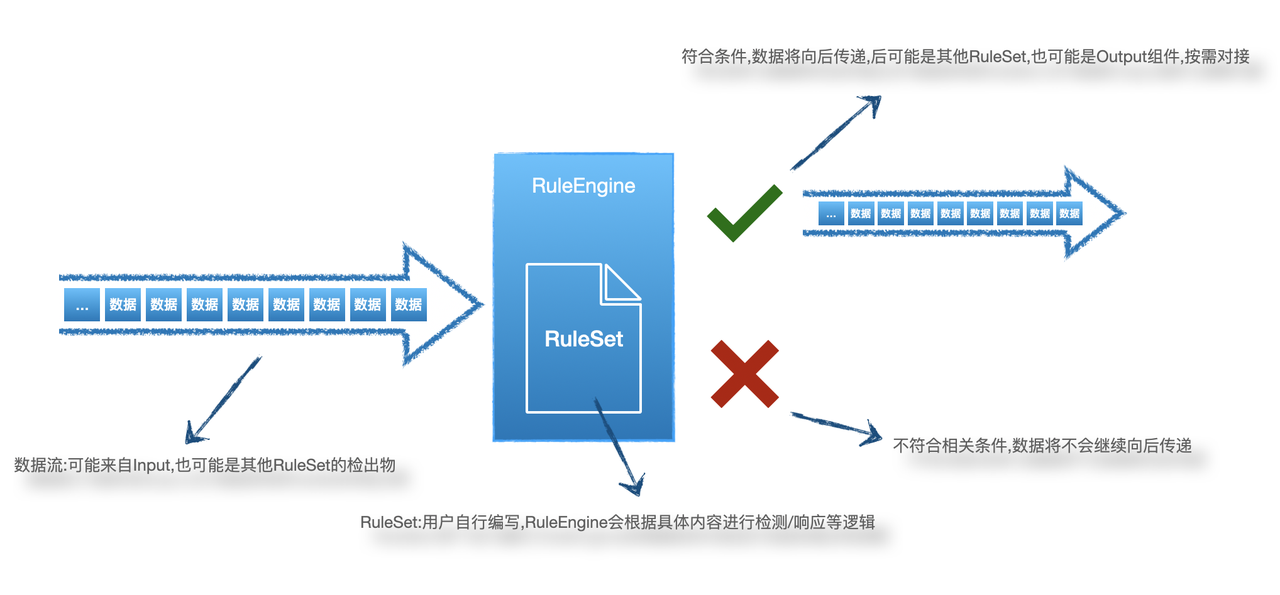 符合条件,数据将向后传递,后可能是其他RuleSet,也可能是Output组件,按需对接
RuleEngine
... 数据 数据 数据 数据 数据 数据 数据 数据
... 数据 数据 数据 数据 数据 数据 数据 数据
RuleSet
不符合相关条件,数据将不会继续向后传递
数据流:可能来自Input,也可能是其他RuleSet的检出物
RuleSet:用户自行编写,RuleEngine会根据具体内容进行检测/响应等逻辑